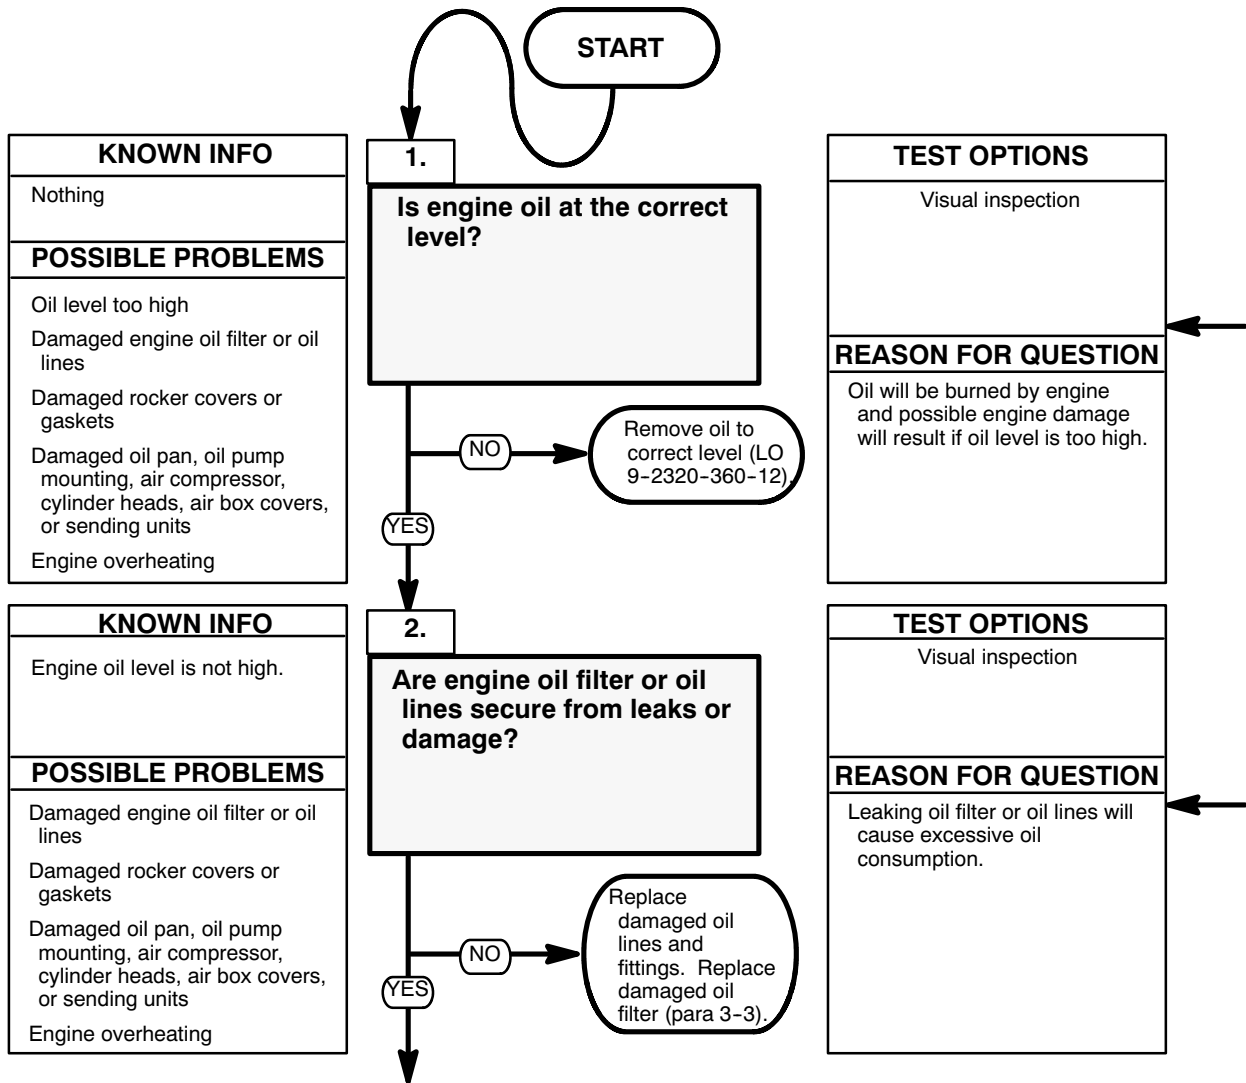 START
KNOWN INFO
Nothing
POSSIBLE PROBLEMS
Oil level too high
Damaged engine oil filter or oil
lines
Damaged rocker covers or
gaskets
Damaged oil pan, oil pump
mounting, air compressor,
cylinder heads, air box covers,
or sending units
Engine overheating
1.
Is engine oil at the correct
level?
NO
Remove oil to
correct level (LO
9-2320-360-12).
YES
TEST OPTIONS
Visual inspection
REASON FOR QUESTION
Oil will be burned by engine
and possible engine damage
will result if oil level is too high.
KNOWN INFO
Engine oil level is not high.
POSSIBLE PROBLEMS
Damaged engine oil filter or oil
lines
Damaged rocker covers or
gaskets
Damaged oil pan, oil pump
mounting, air compressor,
cylinder heads, air box covers,
or sending units
Engine overheating
2.
Are engine oil filter or oil
lines secure from leaks or
damage?
NO
Replace
damaged oil
lines and
fittings. Replace
damaged oil
filter (para 3-3).
YES
TEST OPTIONS
Visual inspection
REASON FOR QUESTION
Leaking oil filter or oil lines will
cause excessive oil
consumption.